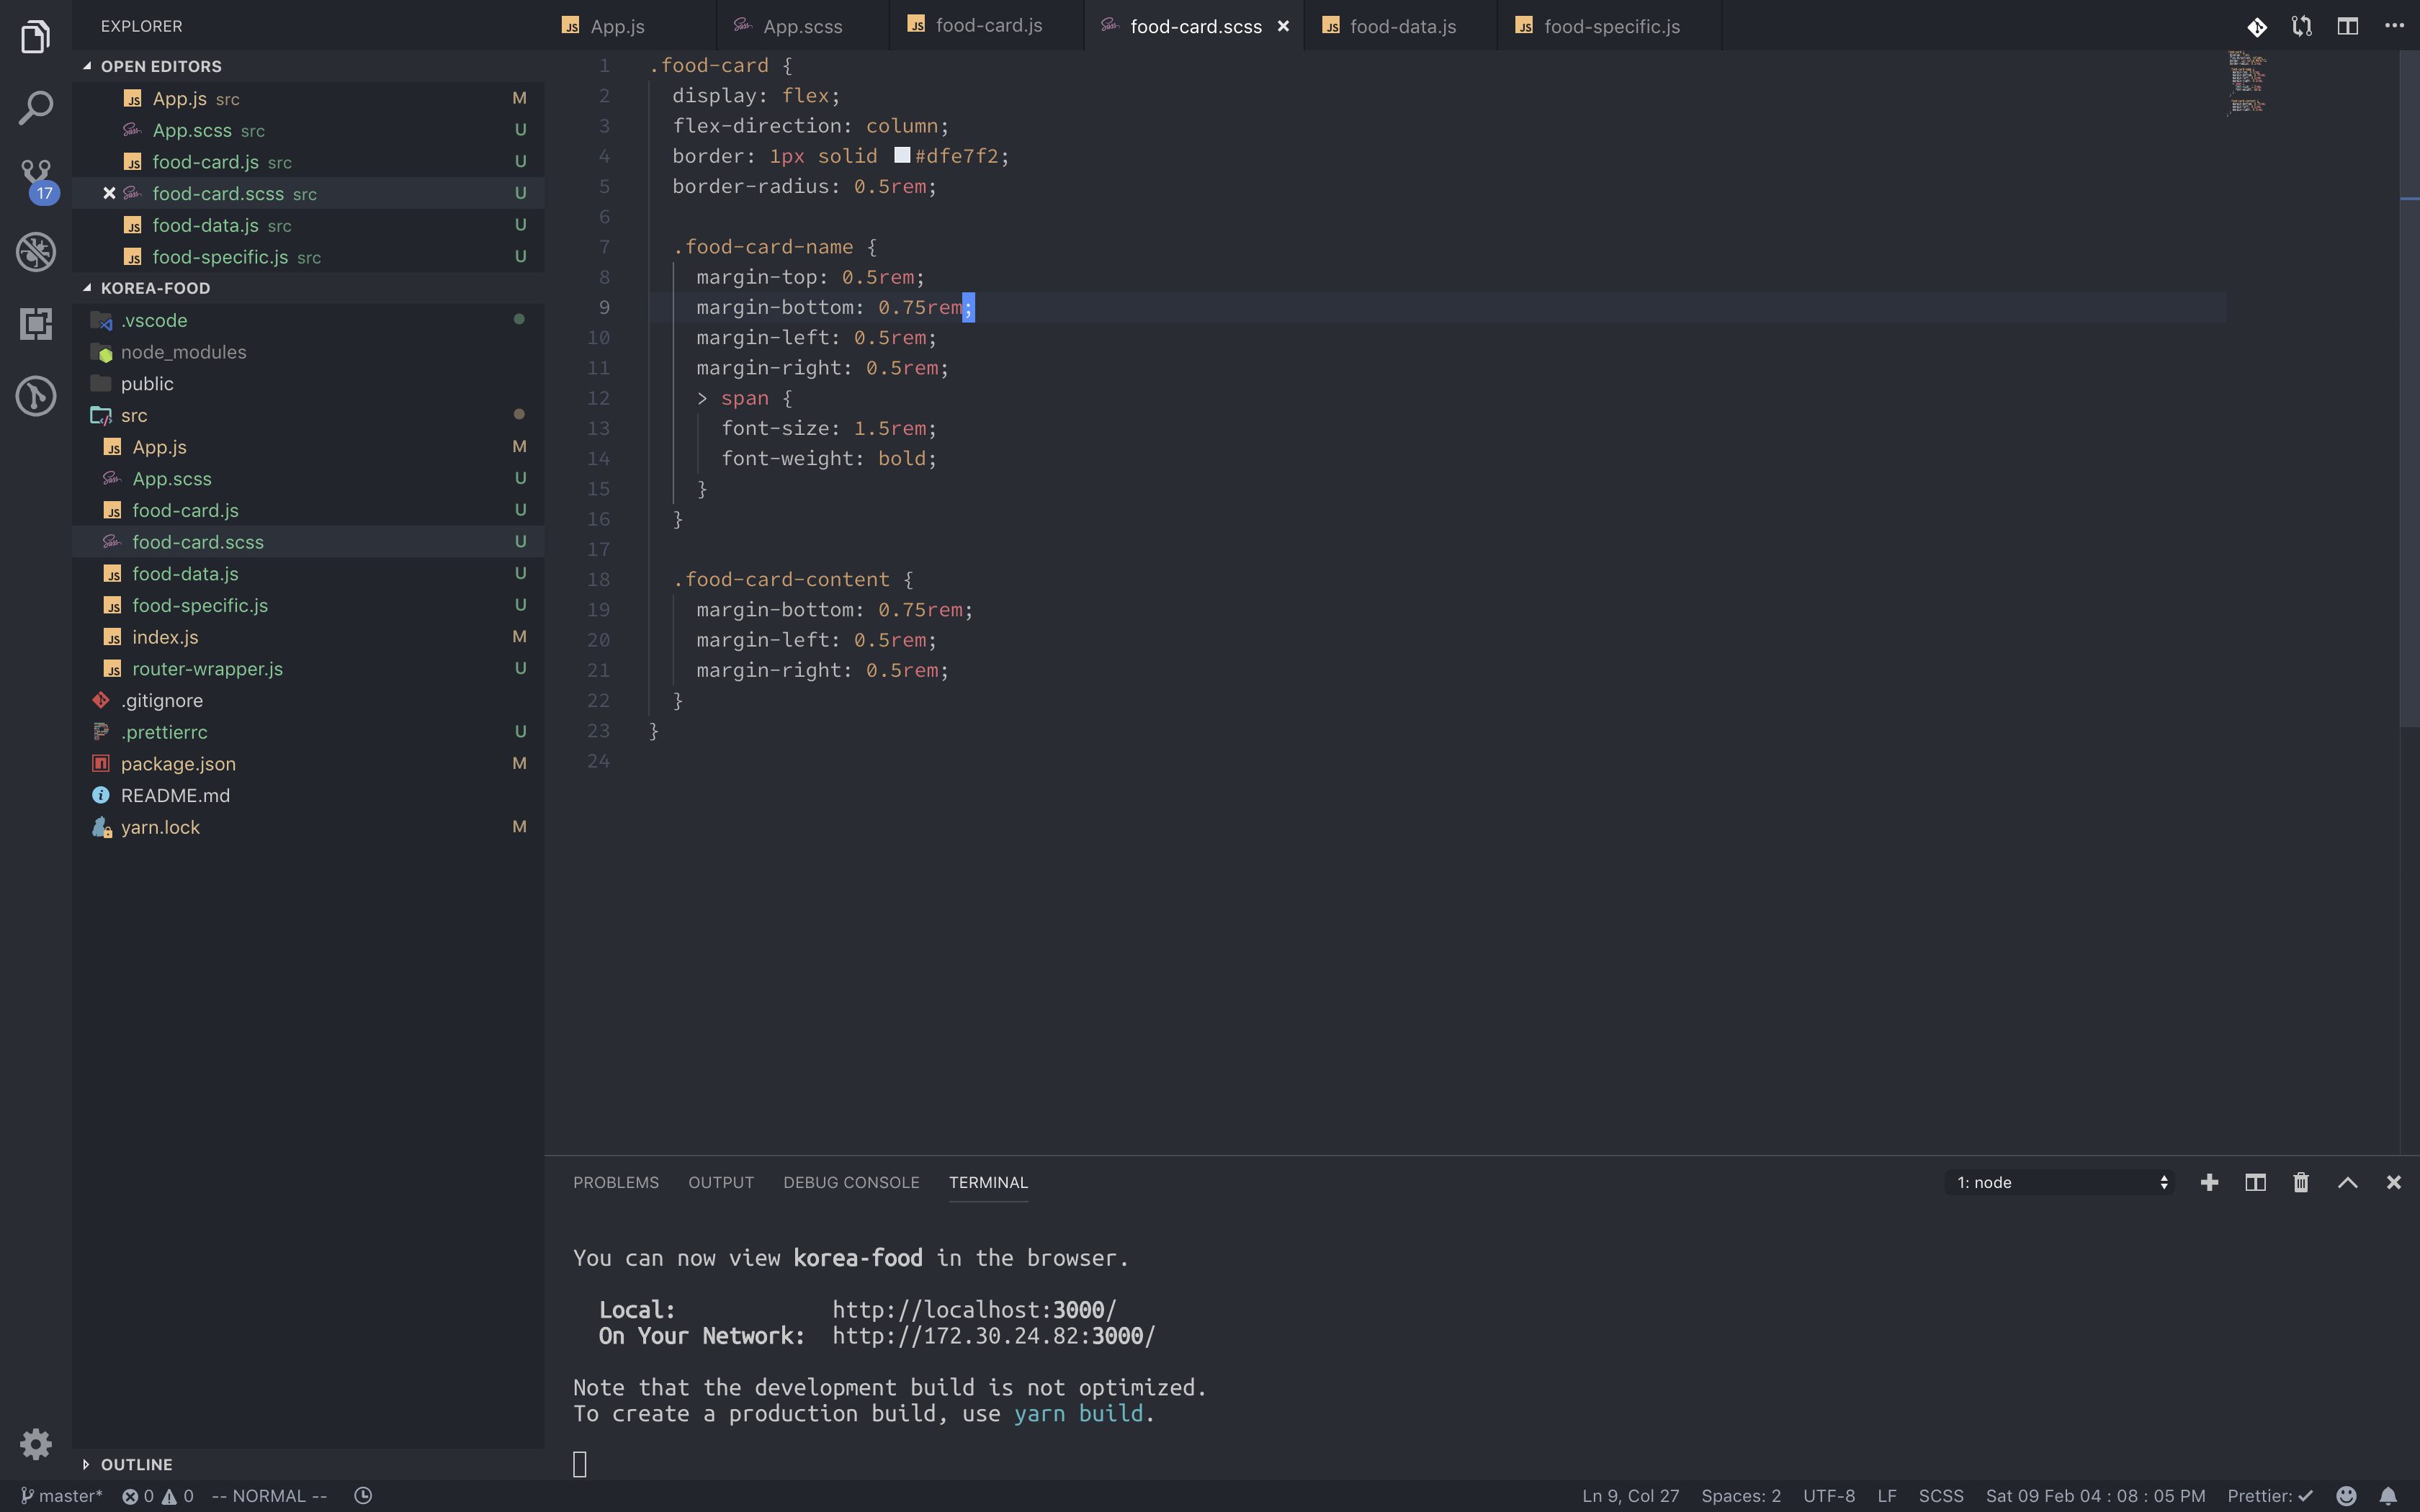 EXPLORER
OPEN EDITORS
App.js src M
App.scss src U
food-card.js src U
food-card.scss src U
food-data.js src U
food-specific.js src U
KOREA-FOOD
.vscode
node_modules
public
src
App.js M
App.scss U
food-card.js U
food-card.scss U
food-data.js U
food-specific.js U
index.js M
router-wrapper.js U
.gitignore
.prettierrc U
package.json M
README.md
yarn.lock M
OUTLINE
17
App.js App.scss food-card.js food-card.scss food-data.js food-specific.js
1 .food-card {
2 display: flex;
3 flex-direction: column;
4 border: 1px solid #dfe7f2;
5 border-radius: 0.5rem;
6
7 .food-card-name {
8 margin-top: 0.5rem;
9 margin-bottom: 0.75rem;
10 margin-left: 0.5rem;
11 margin-right: 0.5rem;
12 > span {
13 font-size: 1.5rem;
14 font-weight: bold;
15 }
16 }
17
18 .food-card-content {
19 margin-bottom: 0.75rem;
20 margin-left: 0.5rem;
21 margin-right: 0.5rem;
22 }
23 }
24
PROBLEMS OUTPUT DEBUG CONSOLE TERMINAL 1: node
You can now view korea-food in the browser.
Local: http://localhost:3000/
On Your Network: http://172.30.24.82:3000/
Note that the development build is not optimized.
To create a production build, use yarn build.
master* 0 0 -- NORMAL -- Ln 9, Col 27 Spaces: 2 UTF-8 LF SCSS Sat 09 Feb 04 : 08 : 05 PM Prettier: ✓